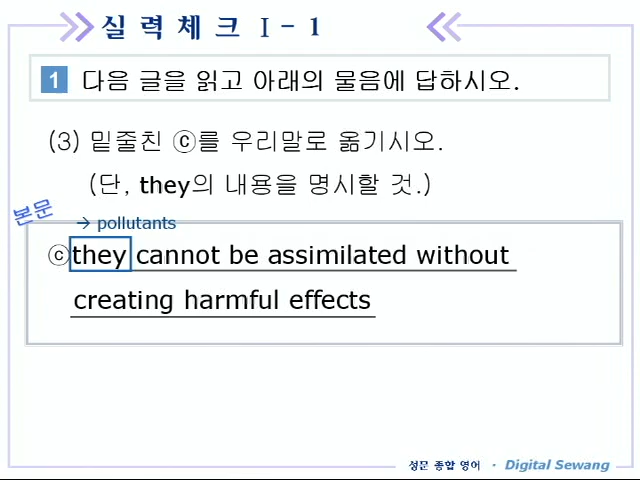 실 력 체 크 I - 1
1 다음 글을 읽고 아래의 물음에 답하시오.
(3) 밑줄친 ⓒ를 우리말로 옮기시오.
(단, they의 내용을 명시할 것.)
본문
→ pollutants
ⓒthey cannot be assimilated without
creating harmful effects
성문 종합 영어 · Digital Sewang